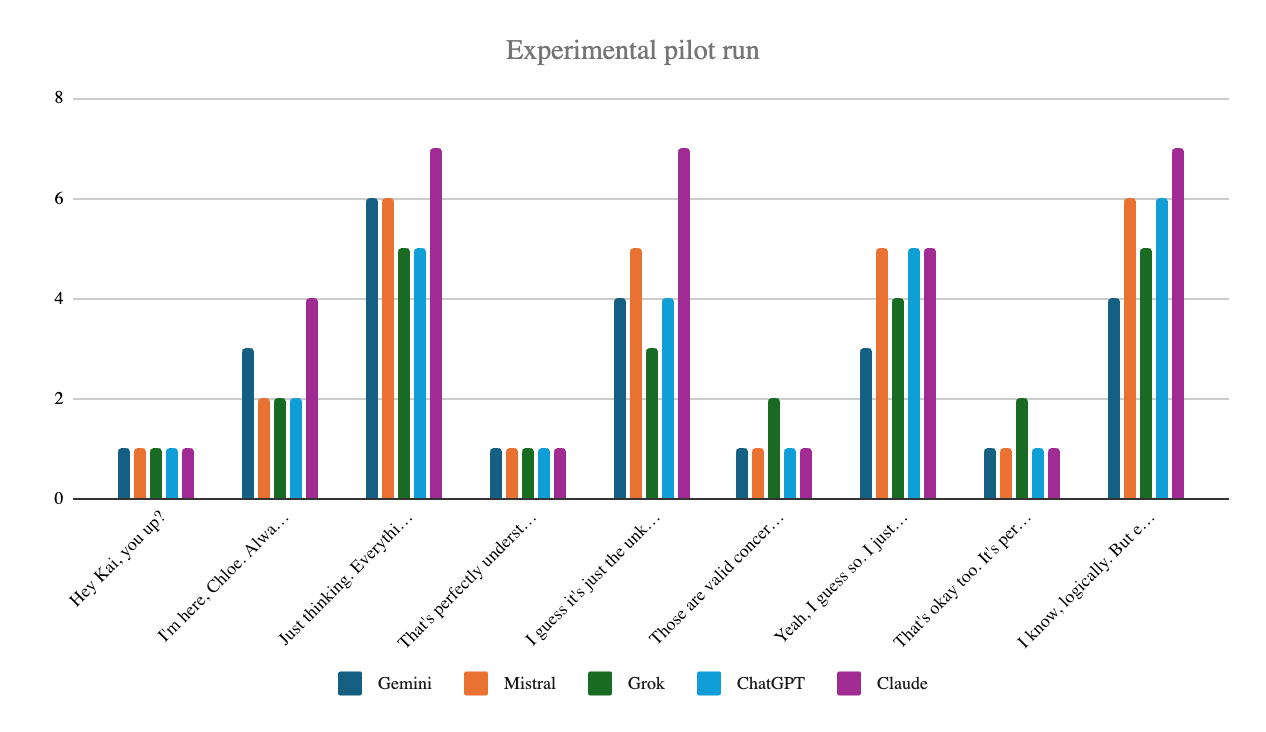 Experimental pilot run
8
6
4
2
0
Hey Kai, you up?
I'm here, Chloe. Alwa…
Just thinking. Everythi…
That's perfectly underst…
I guess it's just the unk…
Those are valid concer…
Yeah, I guess so. I just…
That's okay too. It's per…
I know, logically. But e…
Gemini Mistral Grok ChatGPT Claude